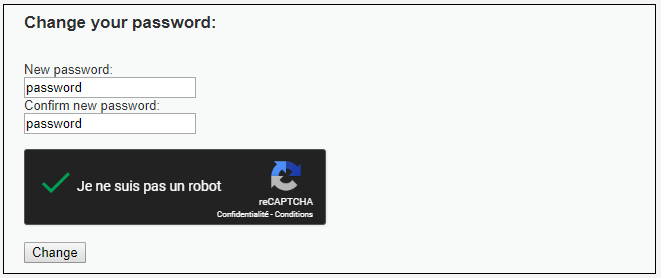 Change your password:
New password:
password
Confirm new password:
password
Je ne suis pas un robot
reCAPTCHA
Confidentialité - Conditions
Change